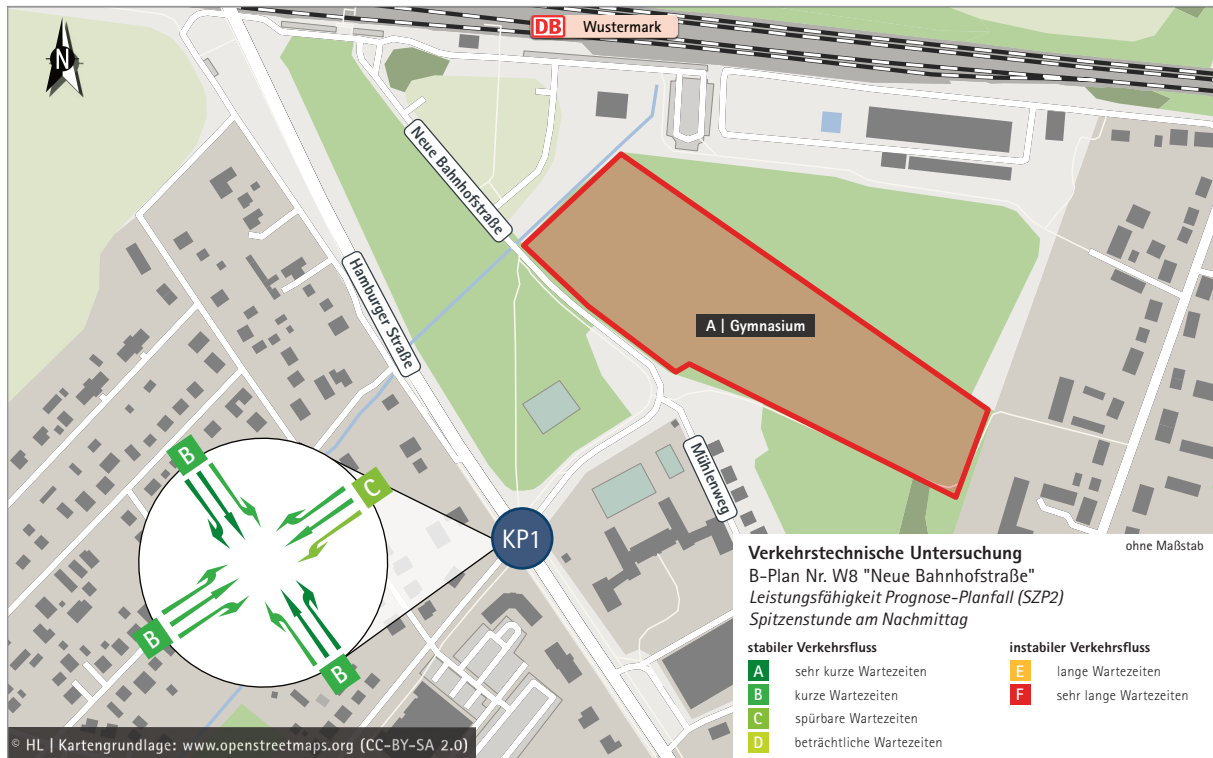 DB Wustermark
N
Neue Bahnhofstraße
Hamburger Straße
A | Gymnasium
Mühlenweg
B
C
B
B
KP1
ohne Maßstab
Verkehrstechnische Untersuchung
B-Plan Nr. W8 "Neue Bahnhofstraße"
Leistungsfähigkeit Prognose-Planfall (SZP2)
Spitzenstunde am Nachmittag
stabiler Verkehrsfluss
A sehr kurze Wartezeiten
B kurze Wartezeiten
C spürbare Wartezeiten
D beträchtliche Wartezeiten
instabiler Verkehrsfluss
E lange Wartezeiten
F sehr lange Wartezeiten
© HL | Kartengrundlage: www.openstreetmaps.org (CC-BY-SA 2.0)